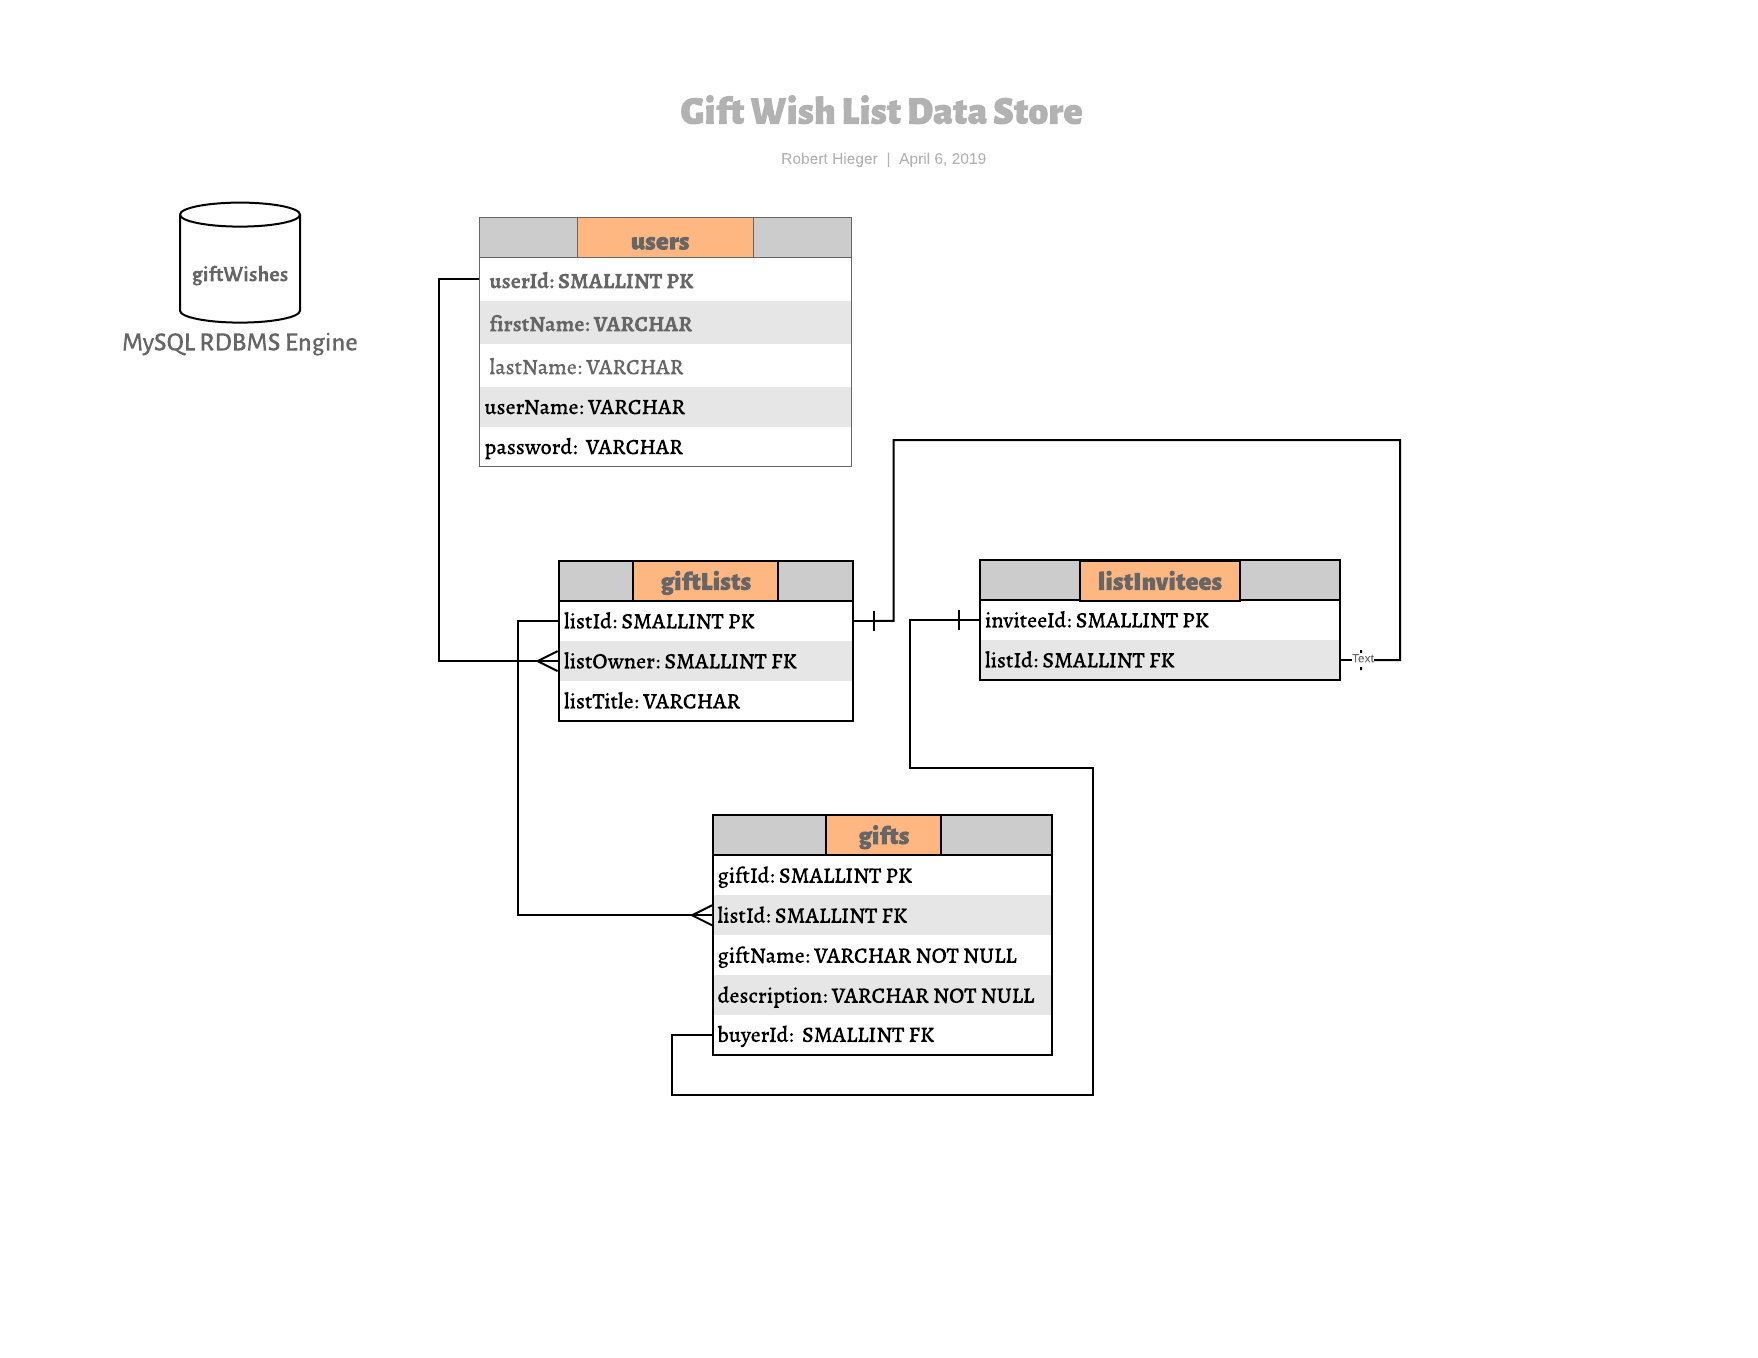 Gift Wish List Data Store
Robert Hieger | April 6, 2019
giftWishes
MySQL RDBMS Engine
users
userId: SMALLINT PK
firstName: VARCHAR
lastName: VARCHAR
userName: VARCHAR
password: VARCHAR
giftLists
listId: SMALLINT PK
listOwner: SMALLINT FK
listTitle: VARCHAR
listInvitees
inviteeId: SMALLINT PK
listId: SMALLINT FK
Text
gifts
giftId: SMALLINT PK
listId: SMALLINT FK
giftName: VARCHAR NOT NULL
description: VARCHAR NOT NULL
buyerId: SMALLINT FK